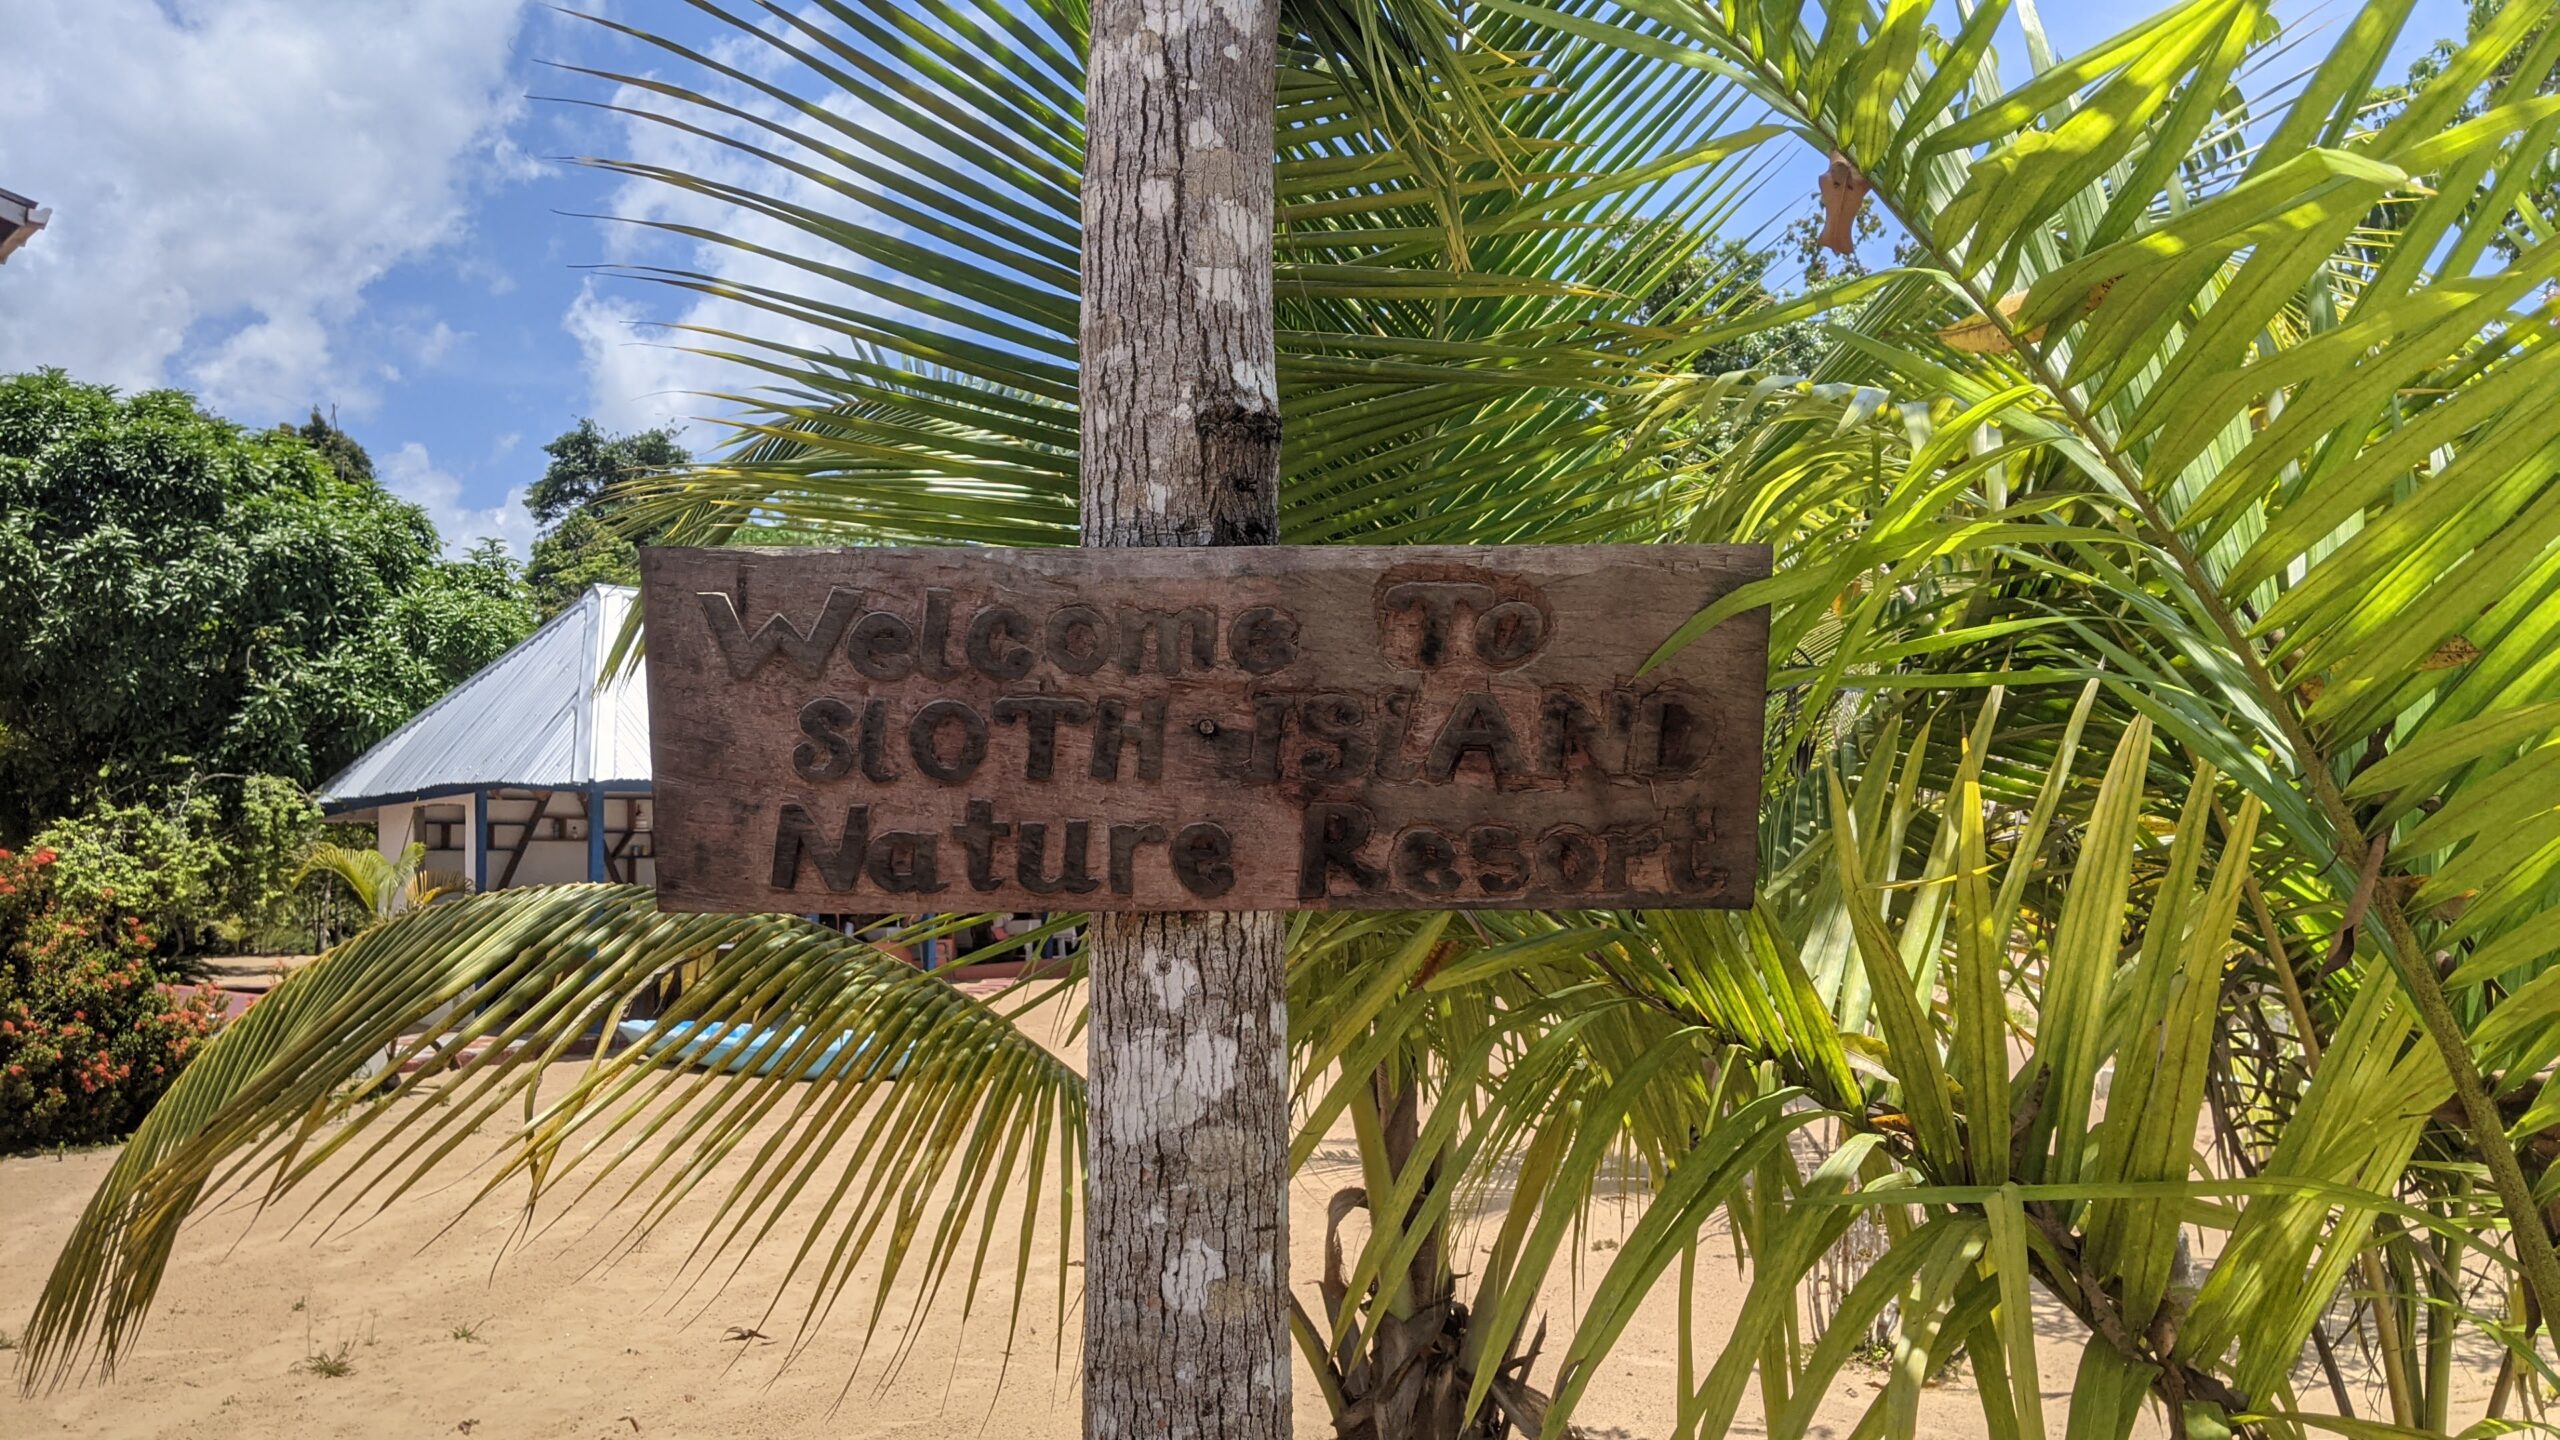 Welcome To
SlOTH ISLAND
Nature Resort